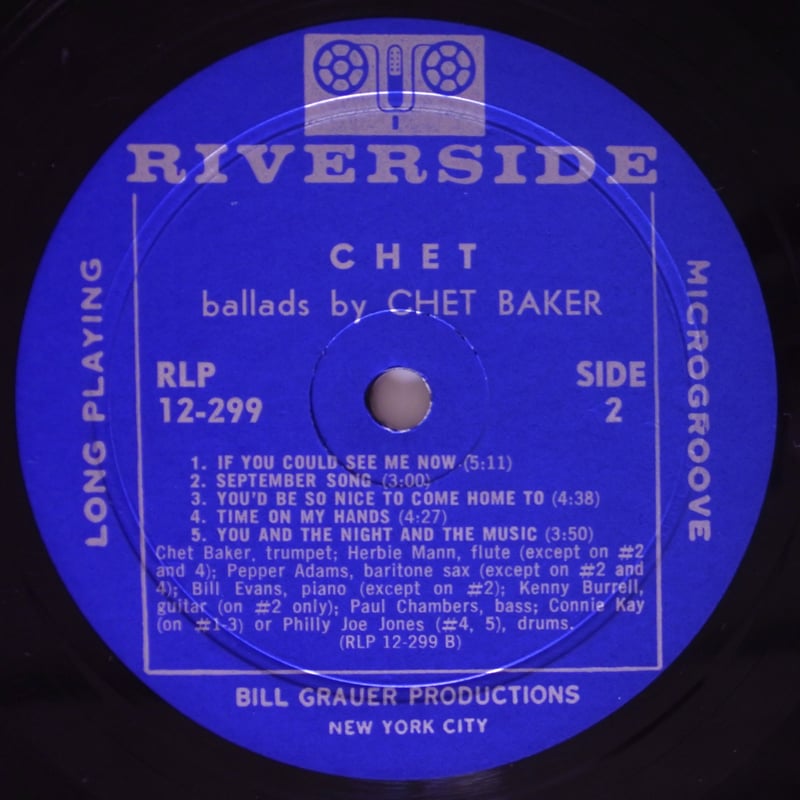 RIVERSIDE
CHET
ballads by CHET BAKER
LONG PLAYING
MICROGROOVE
RLP
12-299
SIDE
2
1. IF YOU COULD SEE ME NOW (5:11)
2. SEPTEMBER SONG (3:00)
3. YOU'D BE SO NICE TO COME HOME TO (4:38)
4. TIME ON MY HANDS (4:27)
5. YOU AND THE NIGHT AND THE MUSIC (3:50)
Chet Baker, trumpet; Herbie Mann, flute (except on #2
and 4); Pepper Adams, baritone sax (except on #2 and
4); Bill Evans, piano (except on #2); Kenny Burrell,
guitar (on #2 only); Paul Chambers, bass; Connie Kay
(on #1-3) or Philly Joe Jones (#4, 5), drums.
(RLP 12-299 B)
BILL GRAUER PRODUCTIONS
NEW YORK CITY